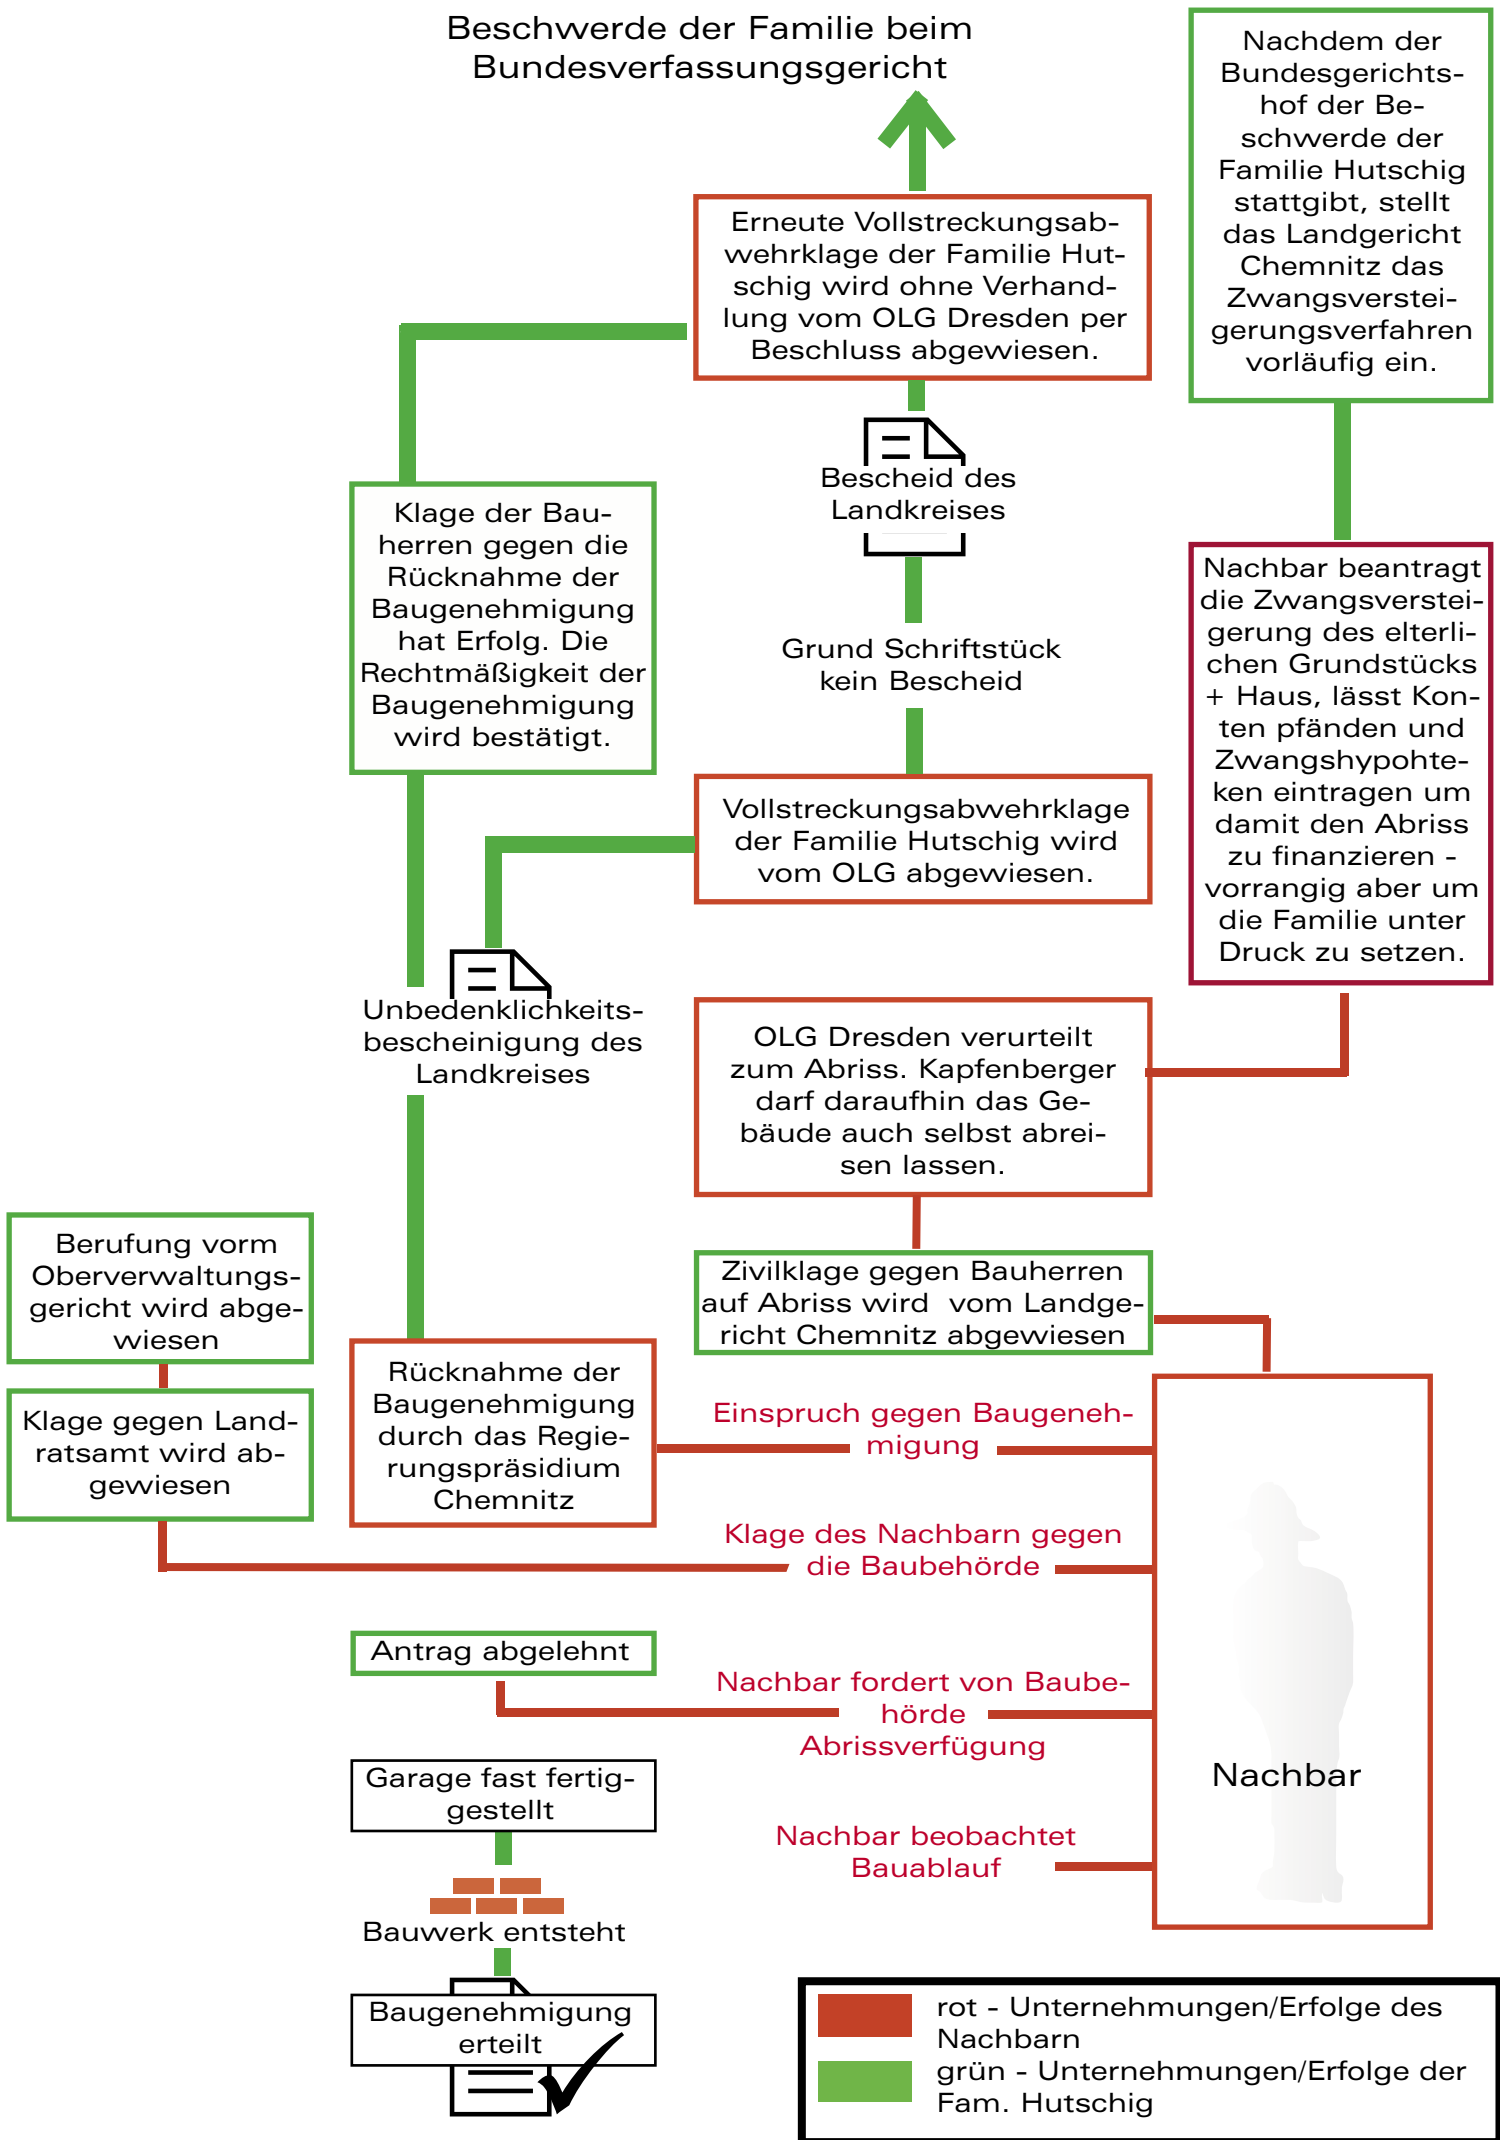 Beschwerde der Familie beim
Bundesverfassungsgericht
Nachdem der
Bundesgerichts-
hof der Be-
schwerde der
Familie Hutschig
stattgibt, stellt
das Landgericht
Chemnitz das
Zwangsverstei-
gerungsverfahren
vorläufig ein.
Erneute Vollstreckungsab-
wehrklage der Familie Hut-
schig wird ohne Verhand-
lung vom OLG Dresden per
Beschluss abgewiesen.
Bescheid des
Landkreises
Klage der Bau-
herren gegen die
Rücknahme der
Baugenehmigung
hat Erfolg. Die
Rechtmäßigkeit der
Baugenehmigung
wird bestätigt.
Grund Schriftstück
kein Bescheid
Nachbar beantragt
die Zwangsverstei-
gerung des elterli-
chen Grundstücks
+ Haus, lässt Kon-
ten pfänden und
Zwangshypohte-
ken eintragen um
damit den Abriss
zu finanzieren -
vorrangig aber um
die Familie unter
Druck zu setzen.
Vollstreckungsabwehrklage
der Familie Hutschig wird
vom OLG abgewiesen.
Unbedenklichkeits-
bescheinigung des
Landkreises
OLG Dresden verurteilt
zum Abriss. Kapfenberger
darf daraufhin das Ge-
bäude auch selbst abrei-
sen lassen.
Berufung vorm
Oberverwaltungs-
gericht wird abge-
wiesen
Zivilklage gegen Bauherren
auf Abriss wird  vom Landge-
richt Chemnitz abgewiesen
Klage gegen Land-
ratsamt wird ab-
gewiesen
Rücknahme der
Baugenehmigung
durch das Regie-
rungspräsidium
Chemnitz
Einspruch gegen Baugeneh-
migung
Klage des Nachbarn gegen
die Baubehörde
Antrag abgelehnt
Nachbar fordert von Baube-
hörde
Abrissverfügung
Garage fast fertig-
gestellt
Nachbar
Nachbar beobachtet
Bauablauf
Bauwerk entsteht
Baugenehmigung
erteilt
rot - Unternehmungen/Erfolge des
Nachbarn
grün - Unternehmungen/Erfolge der
Fam. Hutschig